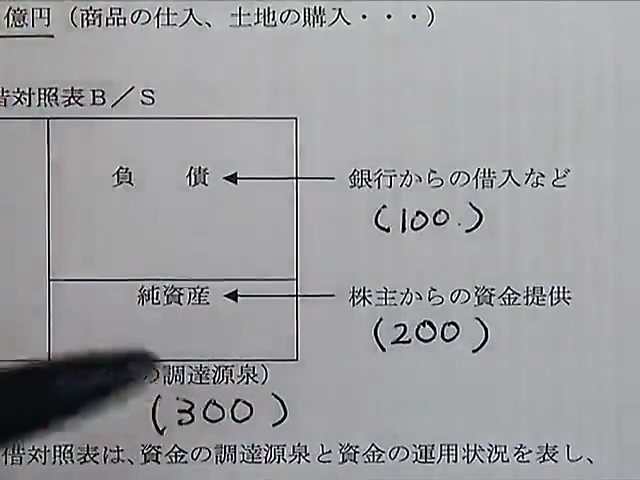 億円（商品の仕入、土地の購入・・・）
借対照表Ｂ／Ｓ
負 債
銀行からの借入など
(100.)
純資産
株主からの資金提供
(200)
の調達源泉）
(300)
借対照表は、資金の調達源泉と資金の運用状況を表し、